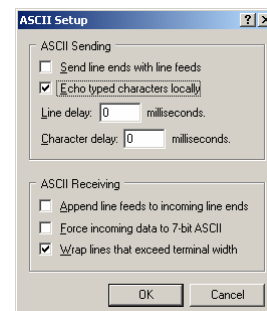 ASCII Setup
ASCII Sending
Send line ends with line feeds
Echo typed characters locally
Line delay: 0 milliseconds.
Character delay: 0 milliseconds.
ASCII Receiving
Append line feeds to incoming line ends
Force incoming data to 7-bit ASCII
Wrap lines that exceed terminal width
OK Cancel